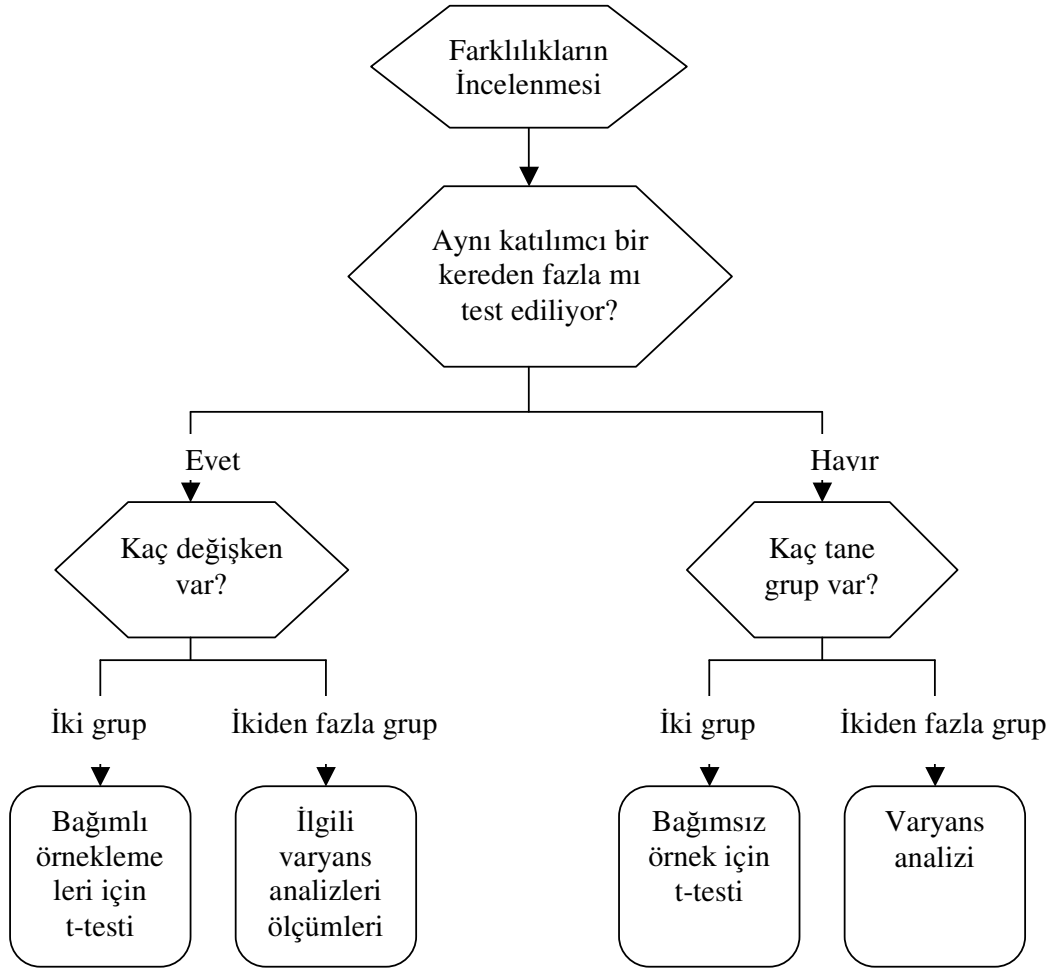 Farklılıkların
İncelenmesi
Aynı katılımcı bir
kereden fazla mı
test ediliyor?
Evet
Hayır
Kaç değişken
var?
Kaç tane
grup var?
İki grup
İkiden fazla grup
İki grup
İkiden fazla grup
Bağımlı
örnekleme
leri için
t-testi
İlgili
varyans
analizleri
ölçümleri
Bağımsız
örnek için
t-testi
Varyans
analizi